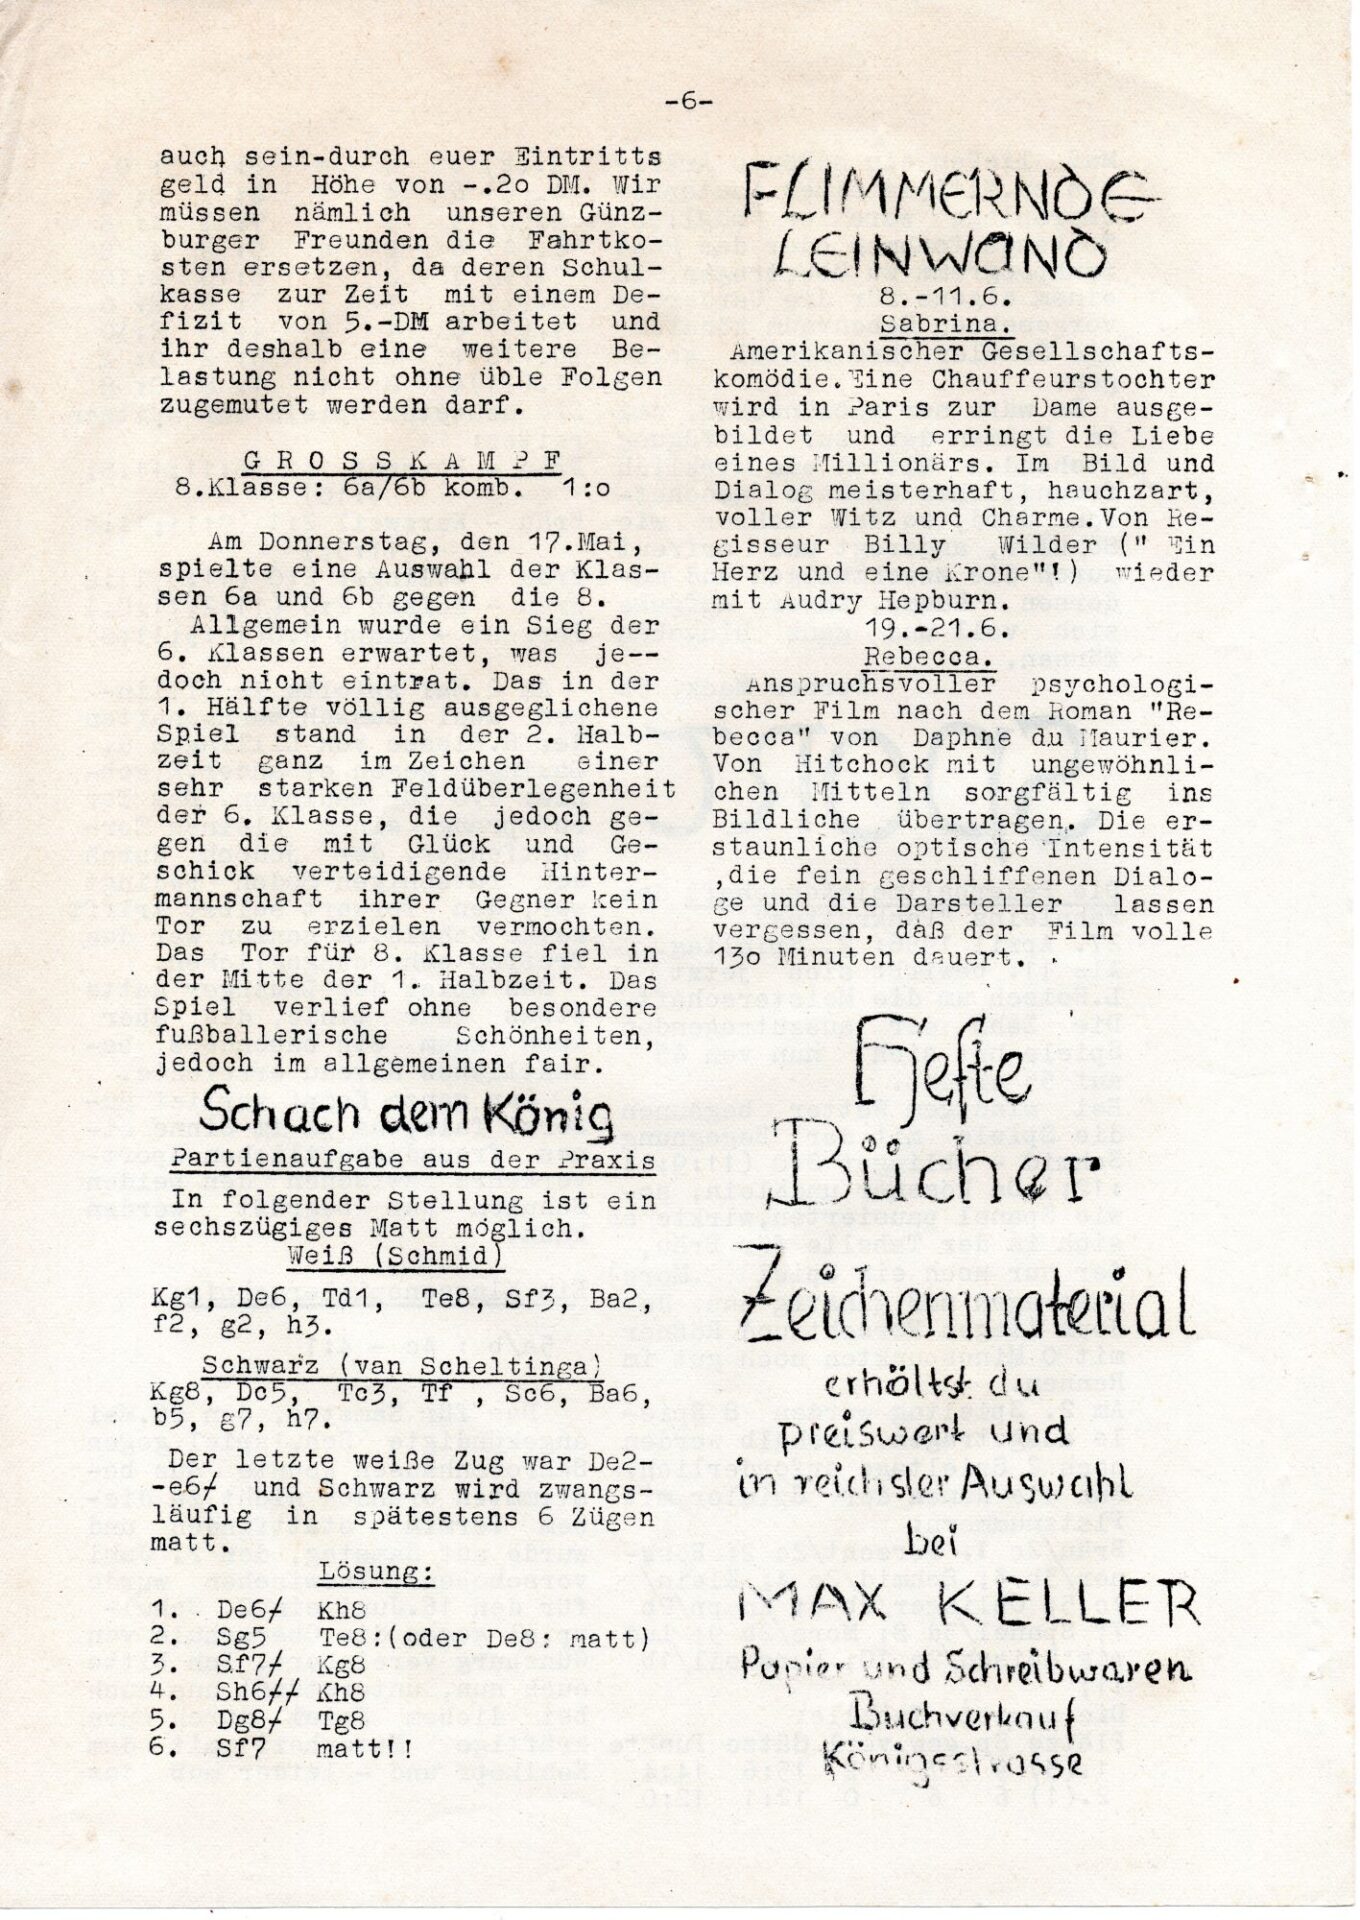 -6-
auch sein-durch euer Eintritts
geld in Höhe von -.2o DM. Wir
müssen nämlich unseren Günz-
burger Freunden die Fahrtko-
sten ersetzen, da deren Schul-
kasse zur Zeit mit einem De-
fizit von 5.-DM arbeitet und
ihr deshalb eine weitere Be-
lastung nicht ohne üble Folgen
zugemutet werden darf.
G R O S S K A M P F
8.Klasse: 6a/6b komb. 1:o
Am Donnerstag, den 17.Mai,
spielte eine Auswahl der Klas-
sen 6a und 6b gegen die 8.
Allgemein wurde ein Sieg der
6. Klassen erwartet, was je--
doch nicht eintrat. Das in der
1. Hälfte völlig ausgeglichene
Spiel stand in der 2. Halb-
zeit ganz im Zeichen einer
sehr starken Feldüberlegenheit
der 6. Klasse, die jedoch ge-
gen die mit Glück und Ge-
schick verteidigende Hinter-
mannschaft ihrer Gegner kein
Tor zu erzielen vermochten.
Das Tor für 8. Klasse fiel in
der Mitte der 1. Halbzeit. Das
Spiel verlief ohne besondere
fußballerische Schönheiten,
jedoch im allgemeinen fair.
Schach dem König
Partienaufgabe aus der Praxis
In folgender Stellung ist ein
sechszügiges Matt möglich.
Weiß (Schmid)
Kg1, De6, Td1, Te8, Sf3, Ba2,
f2, g2, h3.
Schwarz (van Scheltinga)
Kg8, Dc5, Tc3, Tf , Sc6, Ba6,
b5, g7, h7.
Der letzte weiße Zug war De2-
-e6/ und Schwarz wird zwangs-
läufig in spätestens 6 Zügen
matt.
Lösung:
1. De6/ Kh8
2. Sg5 Te8:(oder De8: matt)
3. Sf7/ Kg8
4. Sh6// Kh8
5. Dg8/ Tg8
6. Sf7 matt!!
FLIMMERNDE
LEINWAND
8.-11.6.
Sabrina.
Amerikanischer Gesellschafts-
komödie.Eine Chauffeurstochter
wird in Paris zur Dame ausge-
bildet und erringt die Liebe
eines Millionärs. Im Bild und
Dialog meisterhaft, hauchzart,
voller Witz und Charme.Von Re-
gisseur Billy Wilder (" Ein
Herz und eine Krone"!) wieder
mit Audry Hepburn.
19.-21.6.
Rebecca.
Anspruchsvoller psychologi-
scher Film nach dem Roman "Re-
becca" von Daphne du Maurier.
Von Hitchock mit ungewöhnli-
chen Mitteln sorgfältig ins
Bildliche übertragen. Die er-
staunliche optische Intensität
,die fein geschliffenen Dialo-
ge und die Darsteller lassen
vergessen, daß der Film volle
13o Minuten dauert.
Hefte
Bücher
Zeichenmaterial
erhältst du
preiswert und
in reichster Auswahl
bei
MAX KELLER
Papier und Schreibwaren
Buchverkauf
Königsstrasse